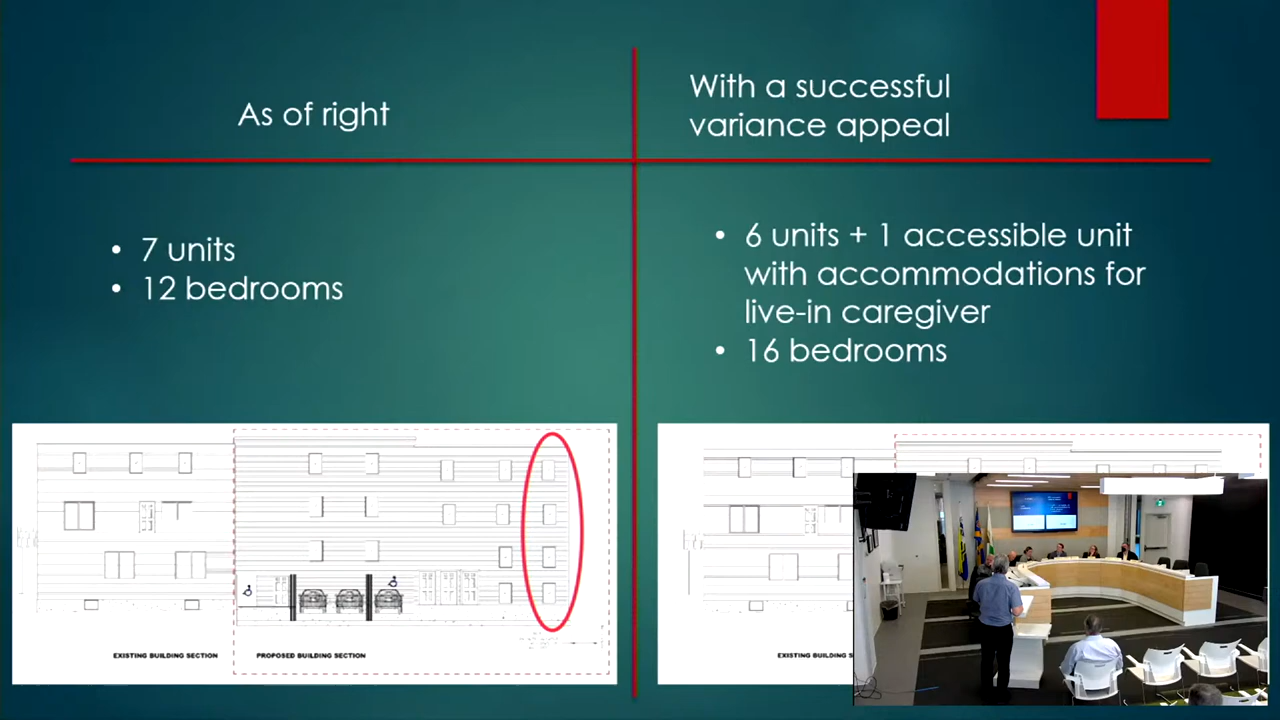 As of right
With a successful
variance appeal
• 7 units
• 12 bedrooms
• 6 units + 1 accessible unit
with accommodations for
live-in caregiver
• 16 bedrooms
EXISTING BUILDING SECTION
PROPOSED BUILDING SECTION
EXISTING BUILDING S